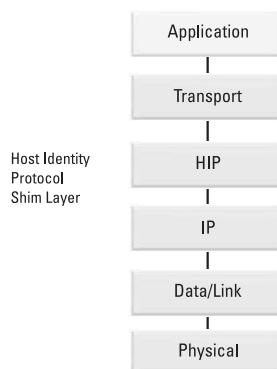 Application
Transport
Host Identity
Protocol
Shim Layer
HIP
IP
Data/Link
Physical